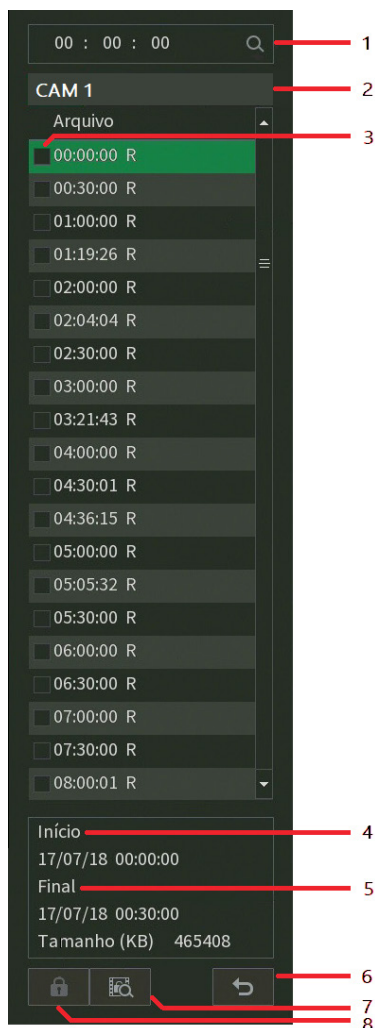 00 : 00 : 00
1
CAM 1
2
Arquivo
3
00:00:00 R
00:30:00 R
01:00:00 R
01:19:26 R
02:00:00 R
02:04:04 R
02:30:00 R
03:00:00 R
03:21:43 R
04:00:00 R
04:30:01 R
04:36:15 R
05:00:00 R
05:05:32 R
05:30:00 R
06:00:00 R
06:30:00 R
07:00:00 R
07:30:00 R
08:00:01 R
Início
4
17/07/18 00:00:00
Final
5
17/07/18 00:30:00
Tamanho (KB) 465408
6
7
8